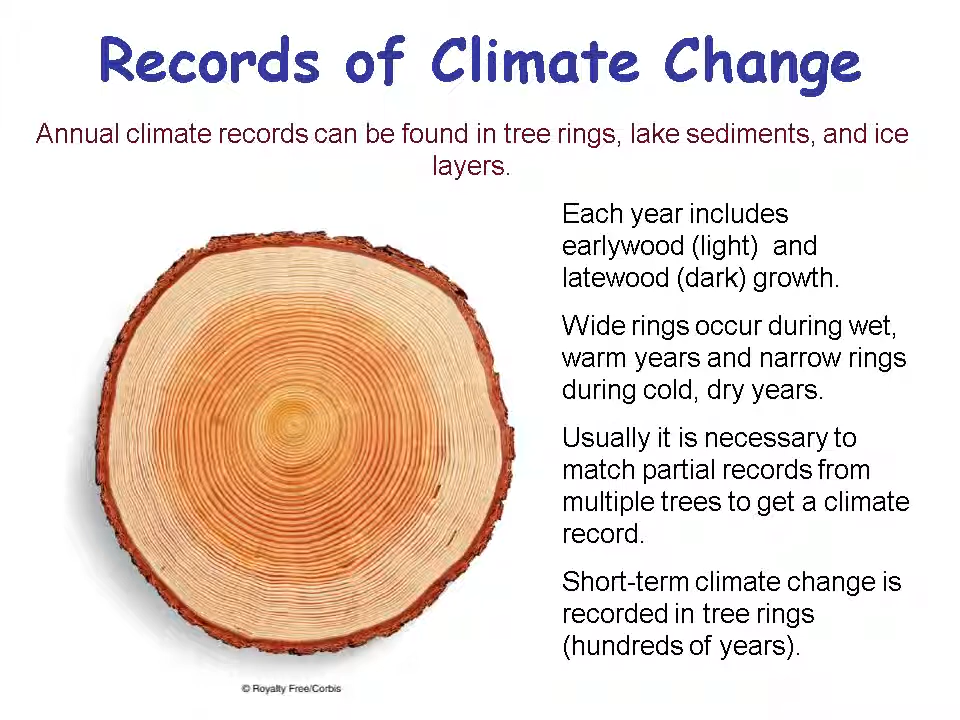 Records of Climate Change
Annual climate records can be found in tree rings, lake sediments, and ice
layers.
Each year includes
earlywood (light)  and
latewood (dark) growth.
Wide rings occur during wet,
warm years and narrow rings
during cold, dry years.
Usually it is necessary to
match partial records from
multiple trees to get a climate
record.
Short-term climate change is
recorded in tree rings
(hundreds of years).
© Royalty Free/Corbis